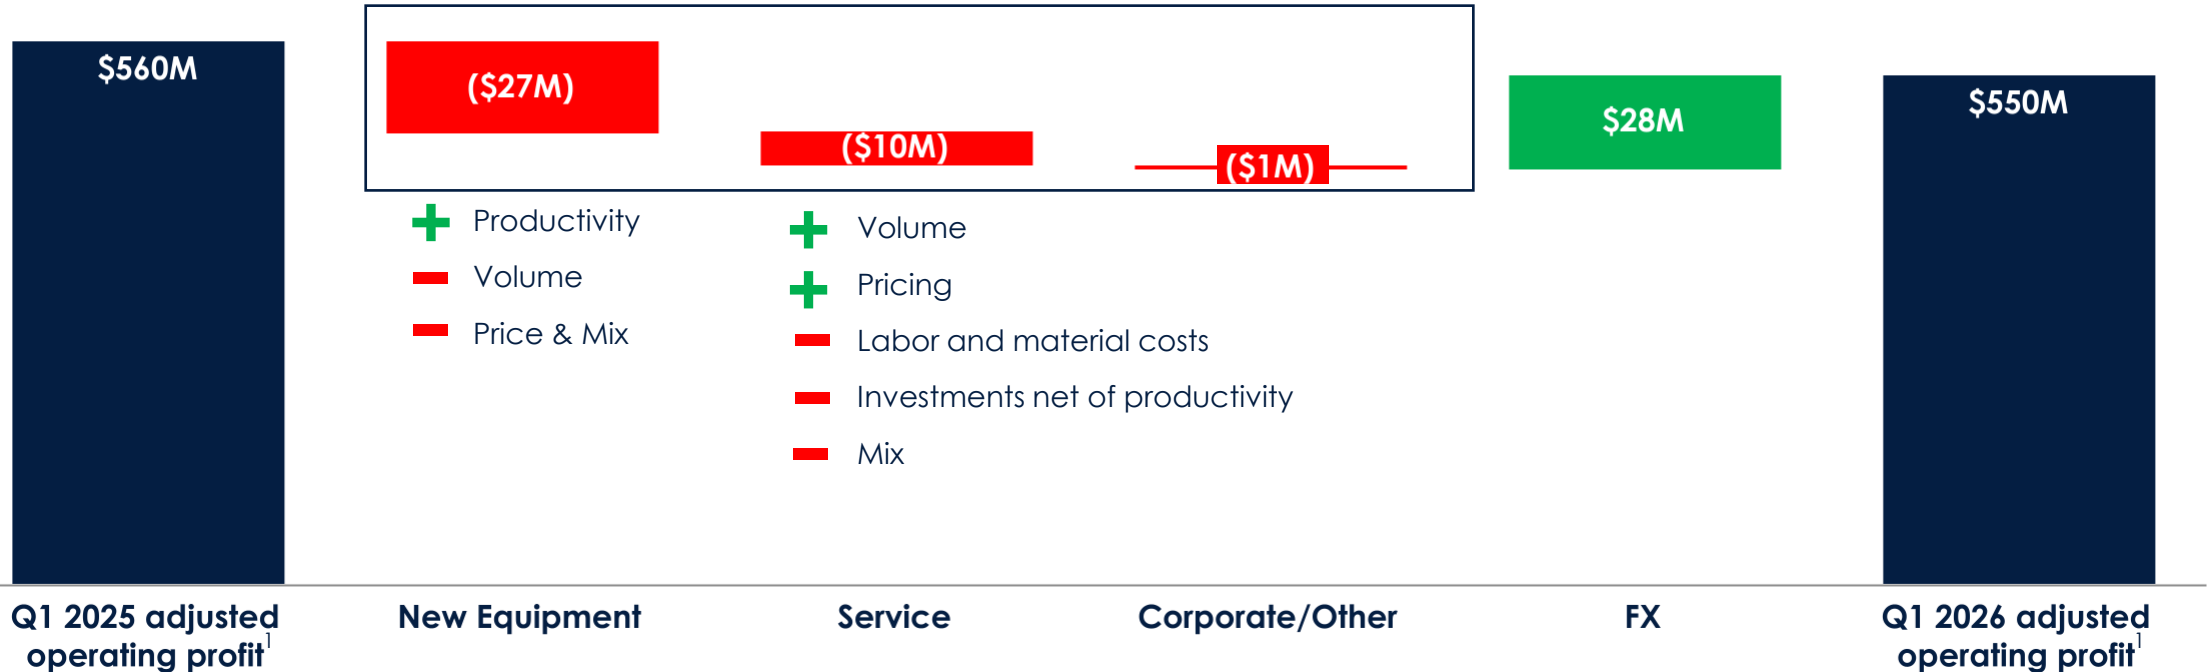 $560M
($27M)
($10M)
($1M)
$28M
$550M
Productivity
Volume
Price & Mix
Volume
Pricing
Labor and material costs
Investments net of productivity
Mix
Q1 2025 adjusted
operating profit1
New Equipment
Service
Corporate/Other
FX
Q1 2026 adjusted
operating profit1